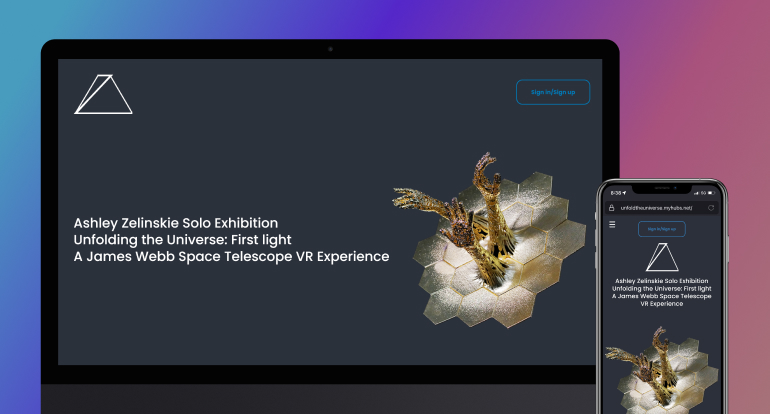 Sign in/Sign up
Ashley Zelinskie Solo Exhibition
Unfolding the Universe: First light
A James Webb Space Telescope VR Experience
8:38
5G
unfoldtheuniverse.myhubs.net/
Sign in/Sign up
Ashley Zelinskie Solo Exhibition
Unfolding the Universe: First light
A James Webb Space Telescope
VR Experience